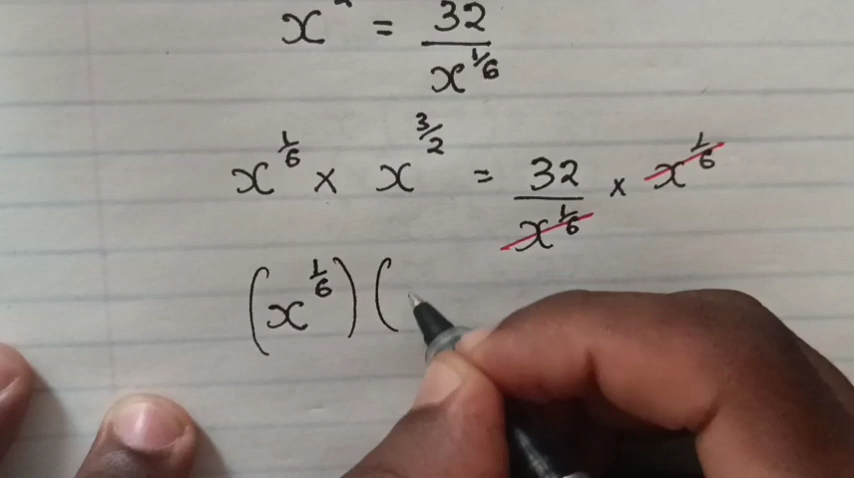 x = 32/x^1/6
x^1/6 × x^3/2 = 32/x^1/6 × x^1/6
(x^1/6)(